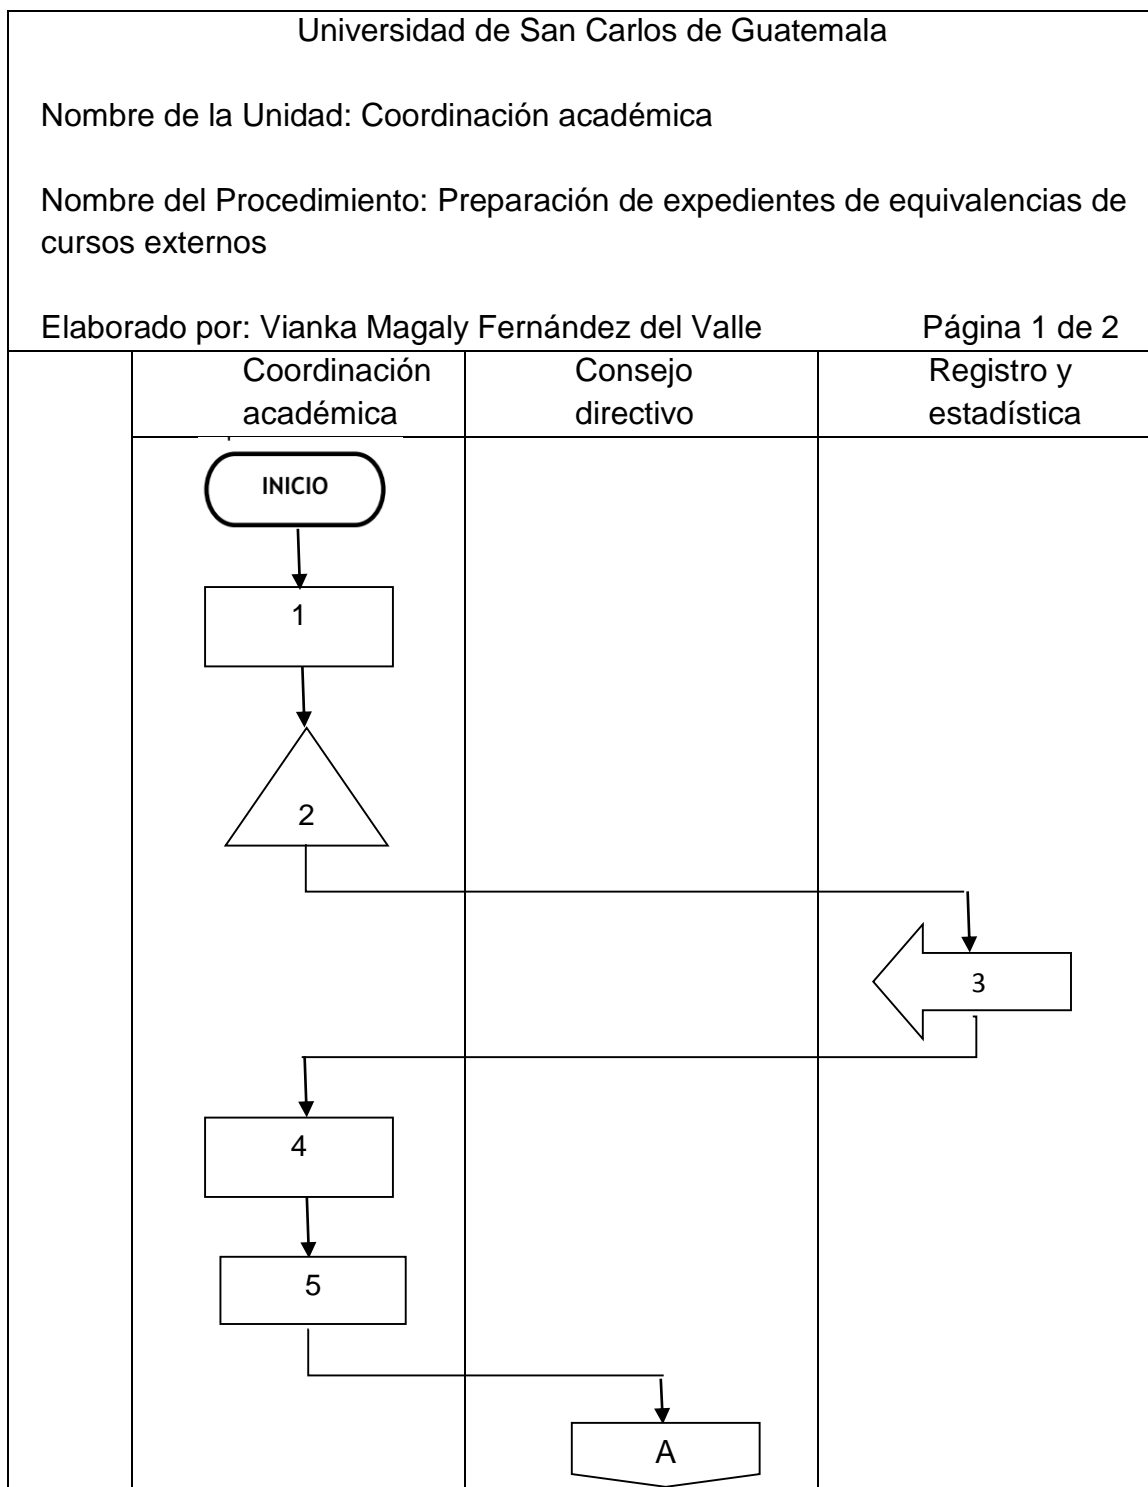 Universidad de San Carlos de Guatemala
Nombre de la Unidad: Coordinación académica
Nombre del Procedimiento: Preparación de expedientes de equivalencias de
cursos externos
Elaborado por: Vianka Magaly Fernández del Valle Página 1 de 2
Coordinación
académica
Consejo
directivo
Registro y
estadística
INICIO
1
2
3
4
5
A